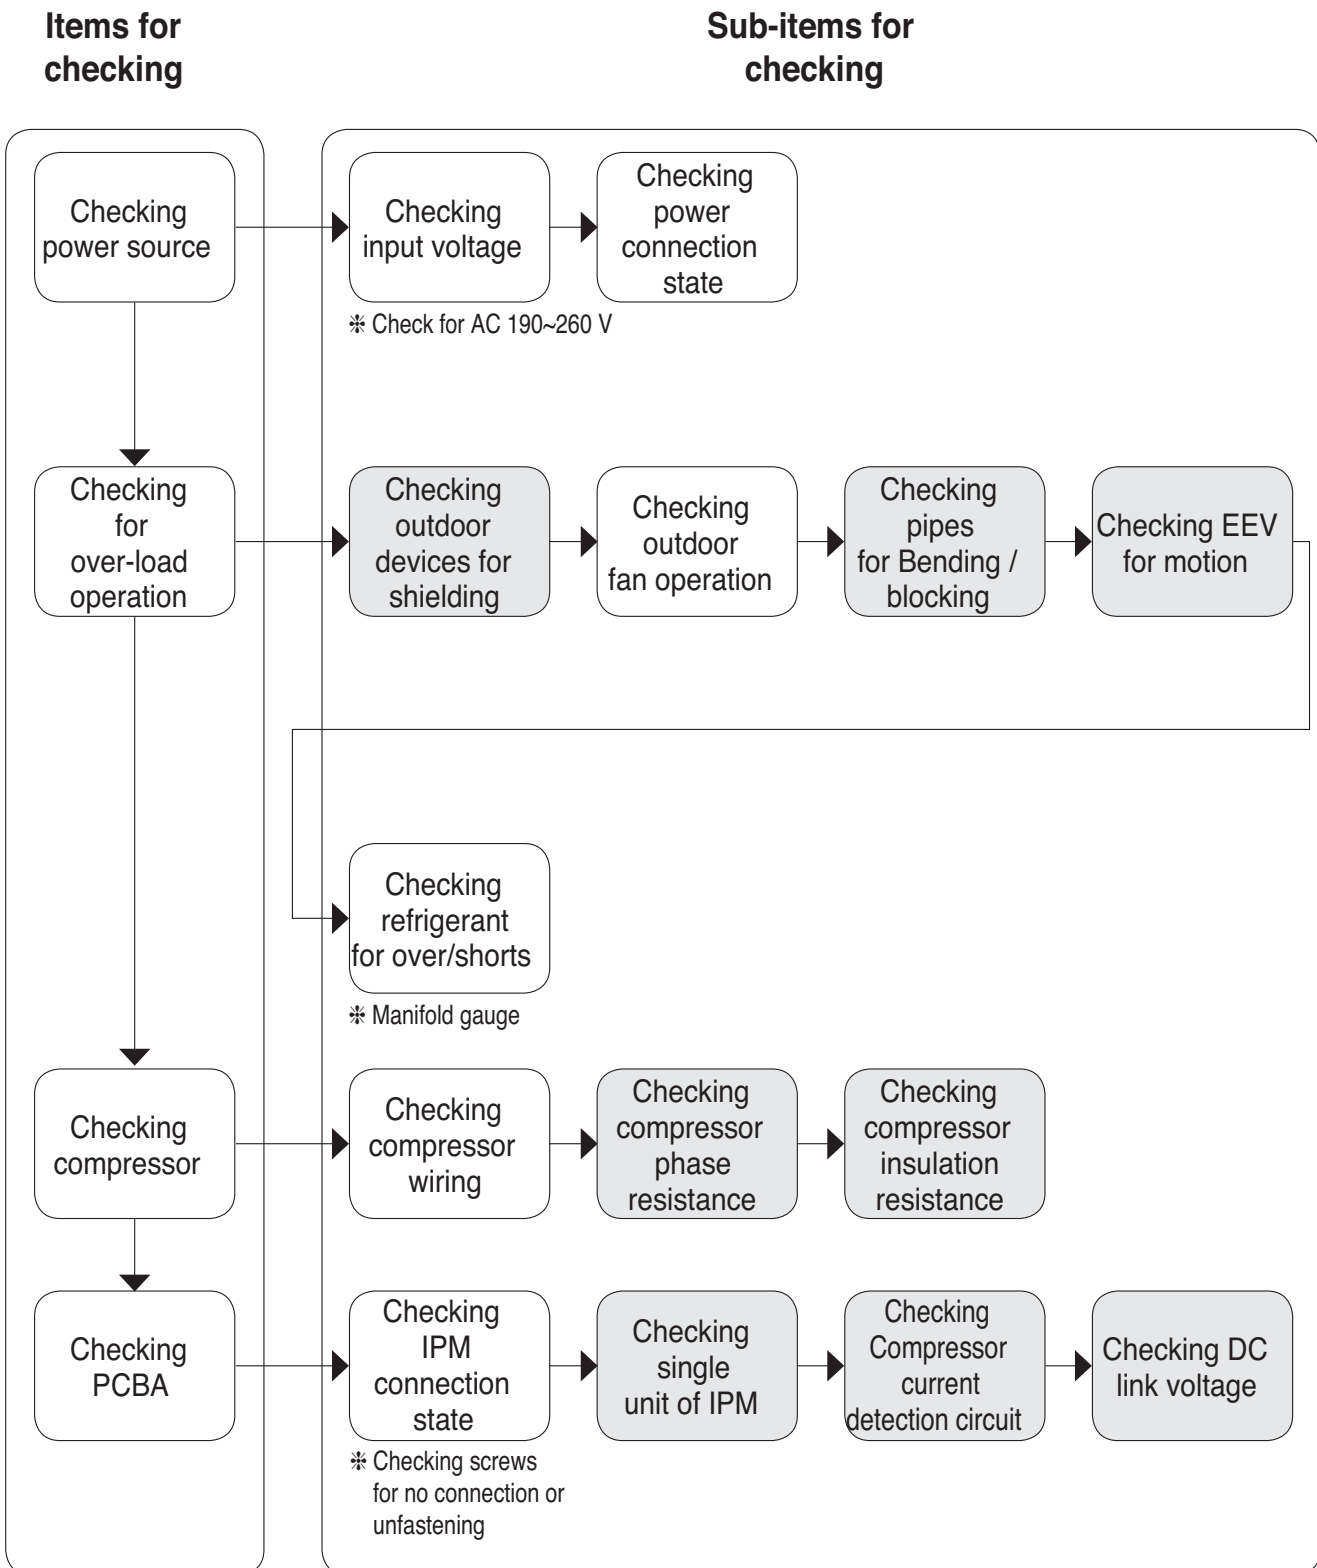 Items for
checking
Sub-items for
checking
Checking
power source
Checking
input voltage
Checking
power
connection
state
❈ Check for AC 190~260 V
Checking
for
over-load
operation
Checking
outdoor
devices for
shielding
Checking
outdoor
fan operation
Checking
pipes
for Bending /
blocking
Checking EEV
for motion
Checking
refrigerant
for over/shorts
❈ Manifold gauge
Checking
compressor
Checking
compressor
wiring
Checking
compressor
phase
resistance
Checking
compressor
insulation
resistance
Checking
PCBA
Checking
IPM
connection
state
❈ Checking screws
for no connection or
unfastening
Checking
single
unit of IPM
Checking
Compressor
current
detection circuit
Checking DC
link voltage